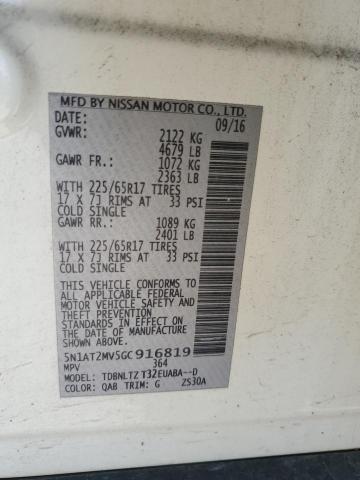 MFD BY NISSAN MOTOR CO., LTD.
DATE: 09/16
GVWR: 2122 KG
4679 LB
GAWR FR.: 1072 KG
2363 LB
WITH 225/65R17 TIRES
17 X 7J RIMS AT 33 PSI
COLD SINGLE
GAWR RR.: 1089 KG
2401 LB
WITH 225/65R17 TIRES
17 X 7J RIMS AT 33 PSI
COLD SINGLE
THIS VEHICLE CONFORMS TO
ALL APPLICABLE U.S. FEDERAL
MOTOR VEHICLE SAFETY AND
THEFT PREVENTION
STANDARDS IN EFFECT ON THE
DATE OF MANUFACTURE
5N1AT2MV5GC916819
MPV 364
MODEL: TDBNLTZ T32EUABA--D
COLOR: QAB TRIM: G ZS30A